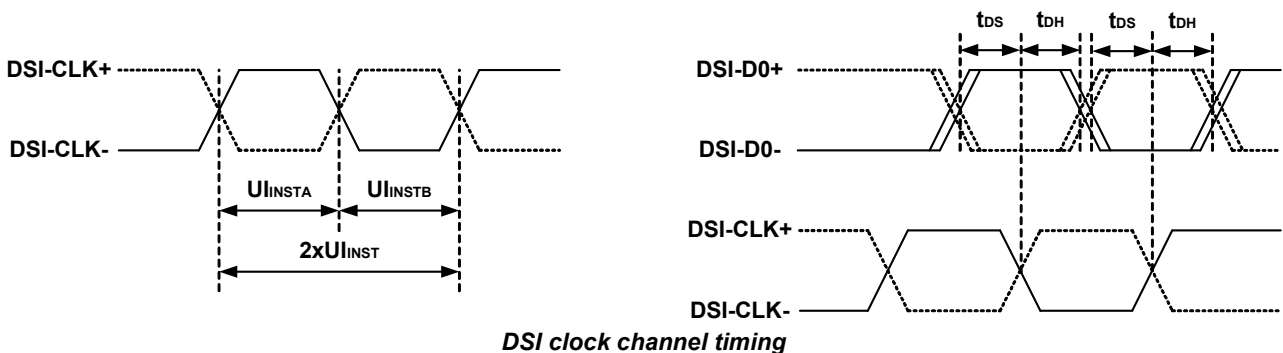 DSI-CLK+
DSI-CLK-
UIINSTA
UIINSTB
2xUIINST
tDS
tDH
tDS
tDH
DSI-D0+
DSI-D0-
DSI-CLK+
DSI-CLK-
DSI clock channel timing